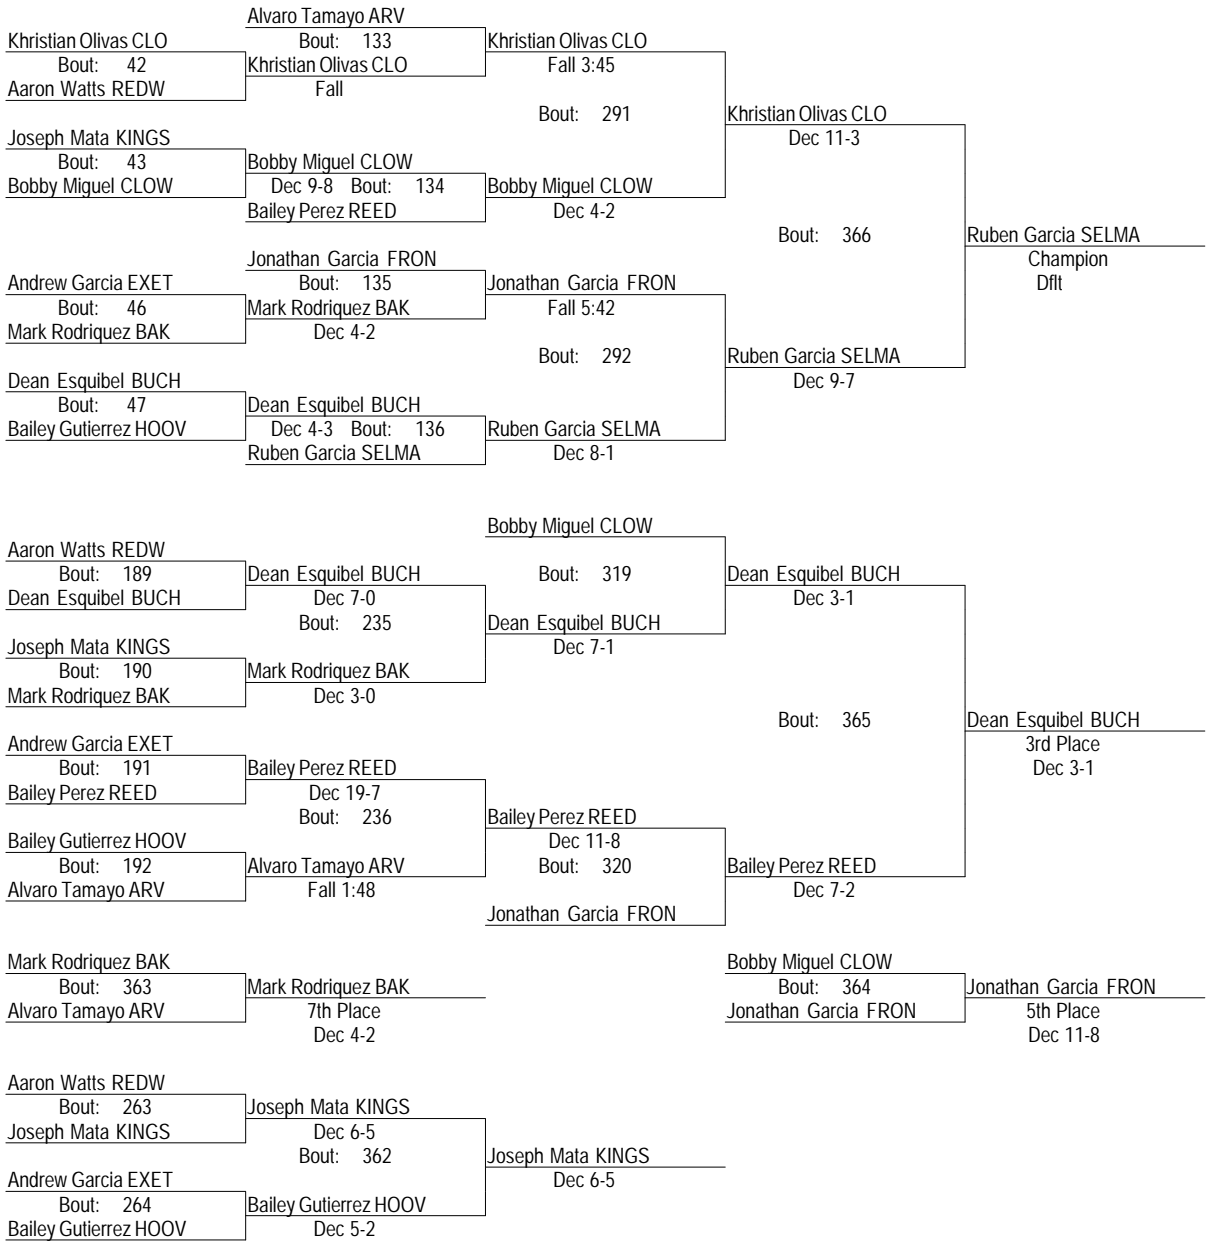 Alvaro Tamayo ARV
Khristian Olivas CLO Bout: 133 Khristian Olivas CLO
Bout: 42 Khristian Olivas CLO Fall 3:45
Aaron Watts REDW Fall
Bout: 291 Khristian Olivas CLO
Joseph Mata KINGS Dec 11-3
Bout: 43 Bobby Miguel CLOW
Bobby Miguel CLOW Dec 9-8 Bout: 134 Bobby Miguel CLOW
Bailey Perez REED Dec 4-2
Bout: 366 Ruben Garcia SELMA
Jonathan Garcia FRON Champion
Andrew Garcia EXET Bout: 135 Jonathan Garcia FRON Dflt
Bout: 46 Mark Rodriquez BAK Fall 5:42
Mark Rodriquez BAK Dec 4-2
Bout: 292 Ruben Garcia SELMA
Dean Esquibel BUCH Dec 9-7
Bout: 47 Dean Esquibel BUCH
Bailey Gutierrez HOOV Dec 4-3 Bout: 136 Ruben Garcia SELMA
Ruben Garcia SELMA Dec 8-1
Bobby Miguel CLOW
Aaron Watts REDW
Bout: 189 Dean Esquibel BUCH Bout: 319 Dean Esquibel BUCH
Dean Esquibel BUCH Dec 7-0 Dec 3-1
Bout: 235 Dean Esquibel BUCH
Joseph Mata KINGS Dec 7-1
Bout: 190 Mark Rodriquez BAK
Mark Rodriquez BAK Dec 3-0
Bout: 365 Dean Esquibel BUCH
Andrew Garcia EXET 3rd Place
Bout: 191 Bailey Perez REED Dec 3-1
Bailey Perez REED Dec 19-7
Bout: 236 Bailey Perez REED
Bailey Gutierrez HOOV Dec 11-8
Bout: 192 Alvaro Tamayo ARV Bout: 320 Bailey Perez REED
Alvaro Tamayo ARV Fall 1:48 Dec 7-2
Jonathan Garcia FRON
Mark Rodriquez BAK Bobby Miguel CLOW
Bout: 363 Mark Rodriquez BAK Bout: 364 Jonathan Garcia FRON
Alvaro Tamayo ARV 7th Place Jonathan Garcia FRON 5th Place
Dec 4-2 Dec 11-8
Aaron Watts REDW
Bout: 263 Joseph Mata KINGS
Joseph Mata KINGS Dec 6-5
Bout: 362 Joseph Mata KINGS
Andrew Garcia EXET Dec 6-5
Bout: 264 Bailey Gutierrez HOOV
Bailey Gutierrez HOOV Dec 5-2